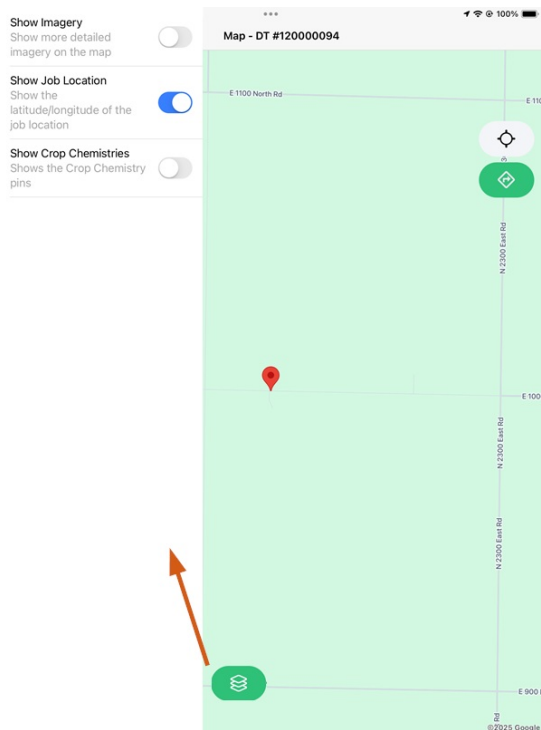 Show Imagery
Show more detailed
imagery on the map
Show Job Location
Show the
latitude/longitude of the
job location
Show Crop Chemistries
Shows the Crop Chemistry
pins
100%
Map - DT #120000094
E 1100 North Rd
E 110
N 2300 East Rd
E 100
N 2300 East Rd
N 2300 East Rd
E 900
Rd
©2025 Google